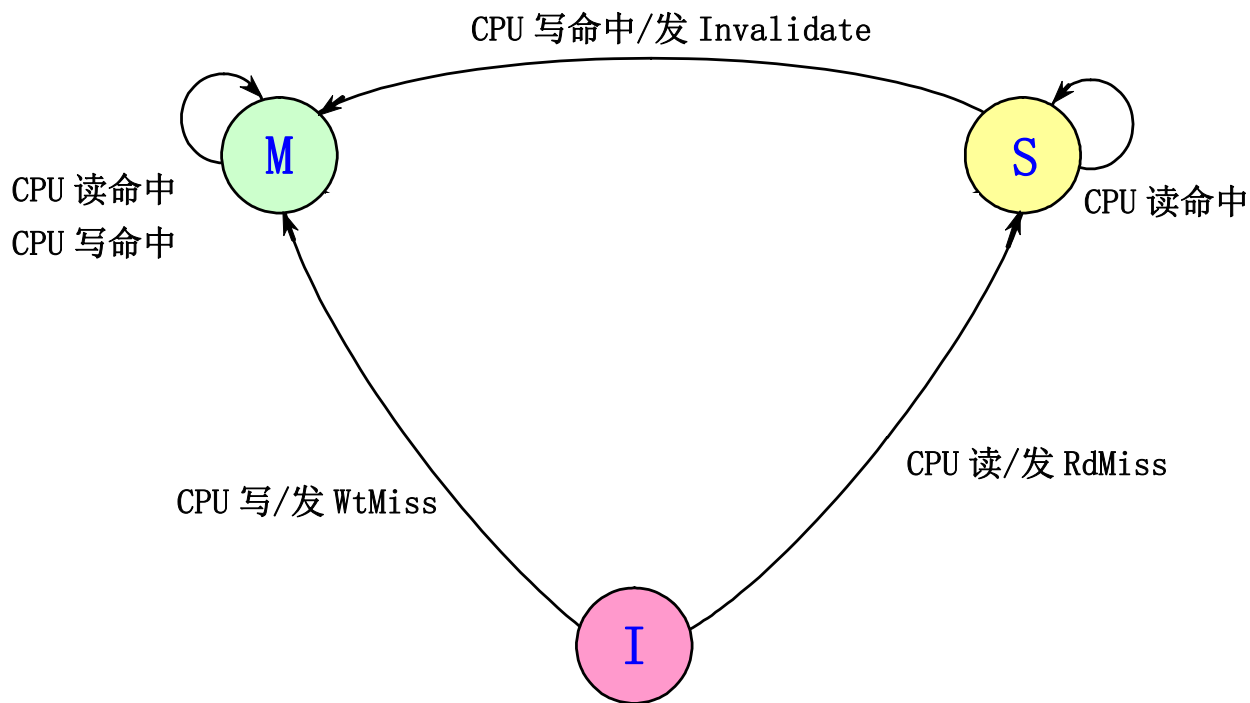 CPU 写命中/发 Invalidate
M
S
CPU 读命中
CPU 写命中
CPU 读命中
CPU 读/发 RdMiss
CPU 写/发 WtMiss
I